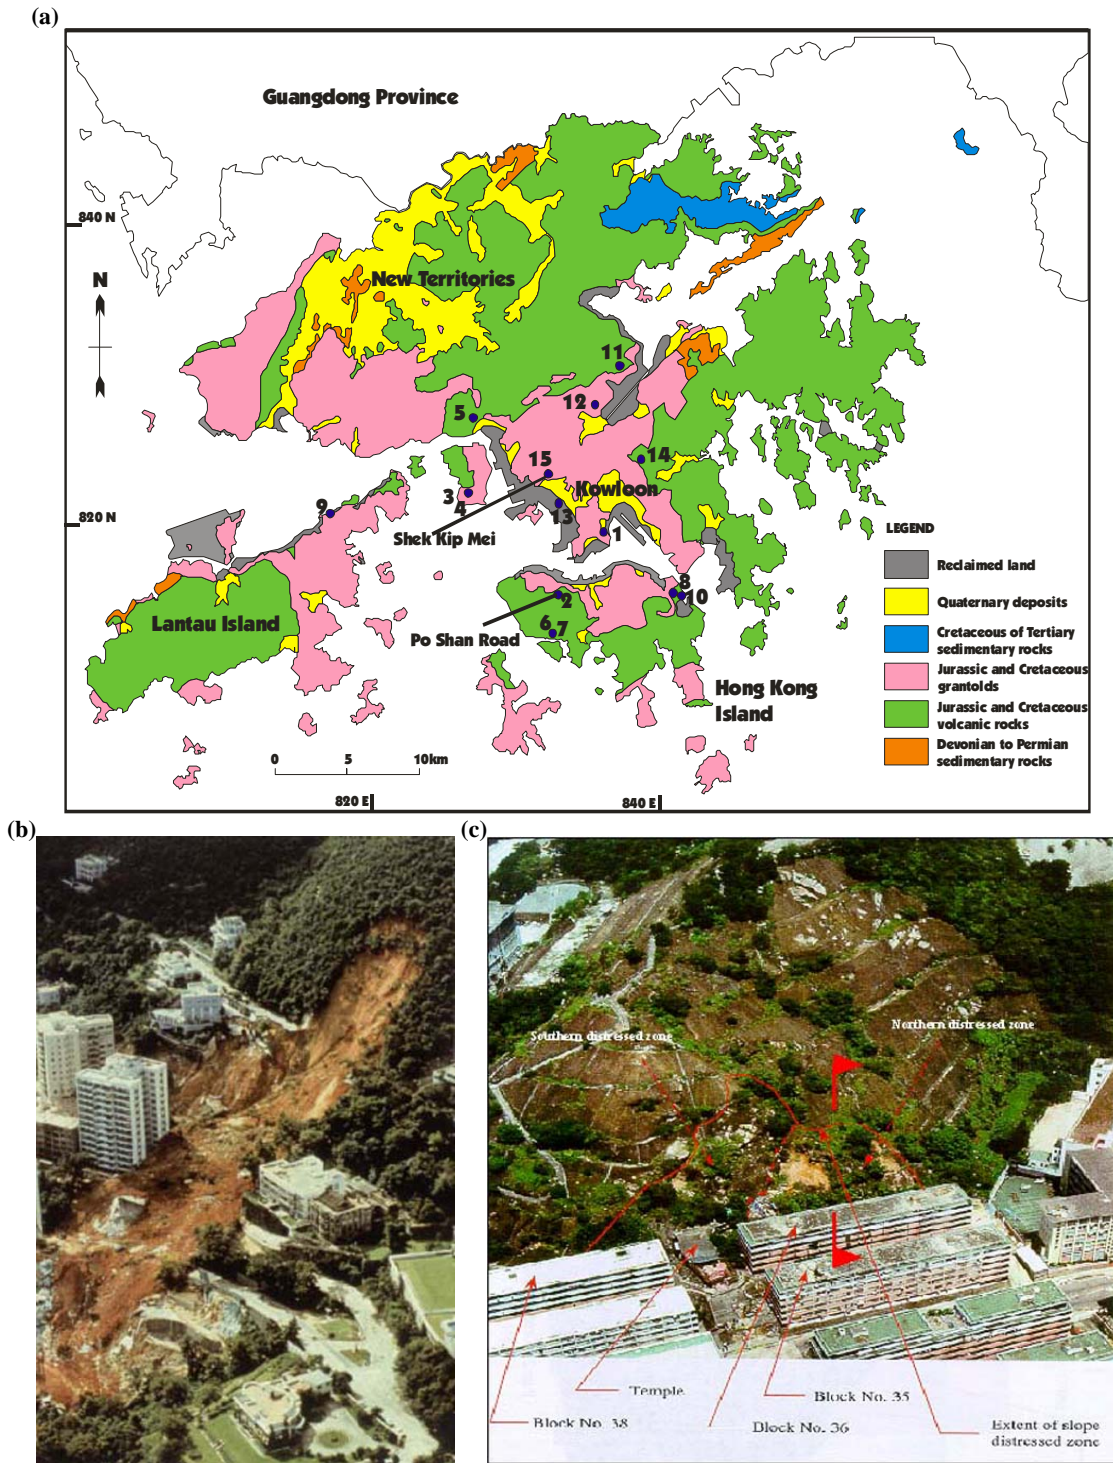 (a)
Guangdong Province
840 N
N
New Territories
11
12
5
15
14
3
4
Kowloon
9
13
820 N
Shek Kip Mei
1
LEGEND
Reclaimed land
8
10
2
Quaternary deposits
Lantau Island
6 7
Po Shan Road
Cretaceous of Tertiary
sedimentary rocks
Jurassic and Cretaceous
grantolds
Hong Kong
Island
Jurassic and Cretaceous
volcanic rocks
Devonian to Permian
sedimentary rocks
0 5 10km
820 E
840 E
(b)
(c)
Southern distressed zone
Northern distressed zone
Temple
Block No. 35
Block No. 38
Block No. 36
Extent of slope
distressed zone